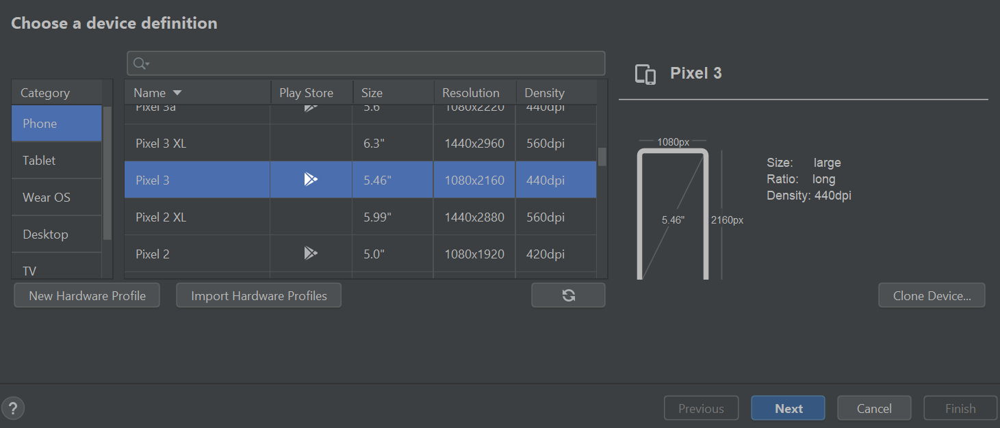 Choose a device definition
Category
Phone
Tablet
Wear OS
Desktop
TV
Name Play Store Size Resolution Density
Pixel 3a 5.6" 1080x2220 440dpi
Pixel 3 XL 6.3" 1440x2960 560dpi
Pixel 3 5.46" 1080x2160 440dpi
Pixel 2 XL 5.99" 1440x2880 560dpi
Pixel 2 5.0" 1080x1920 420dpi
New Hardware Profile
Import Hardware Profiles
Pixel 3
1080px
5.46"
2160px
Size: large
Ratio: long
Density: 440dpi
Clone Device...
?
Previous
Next
Cancel
Finish